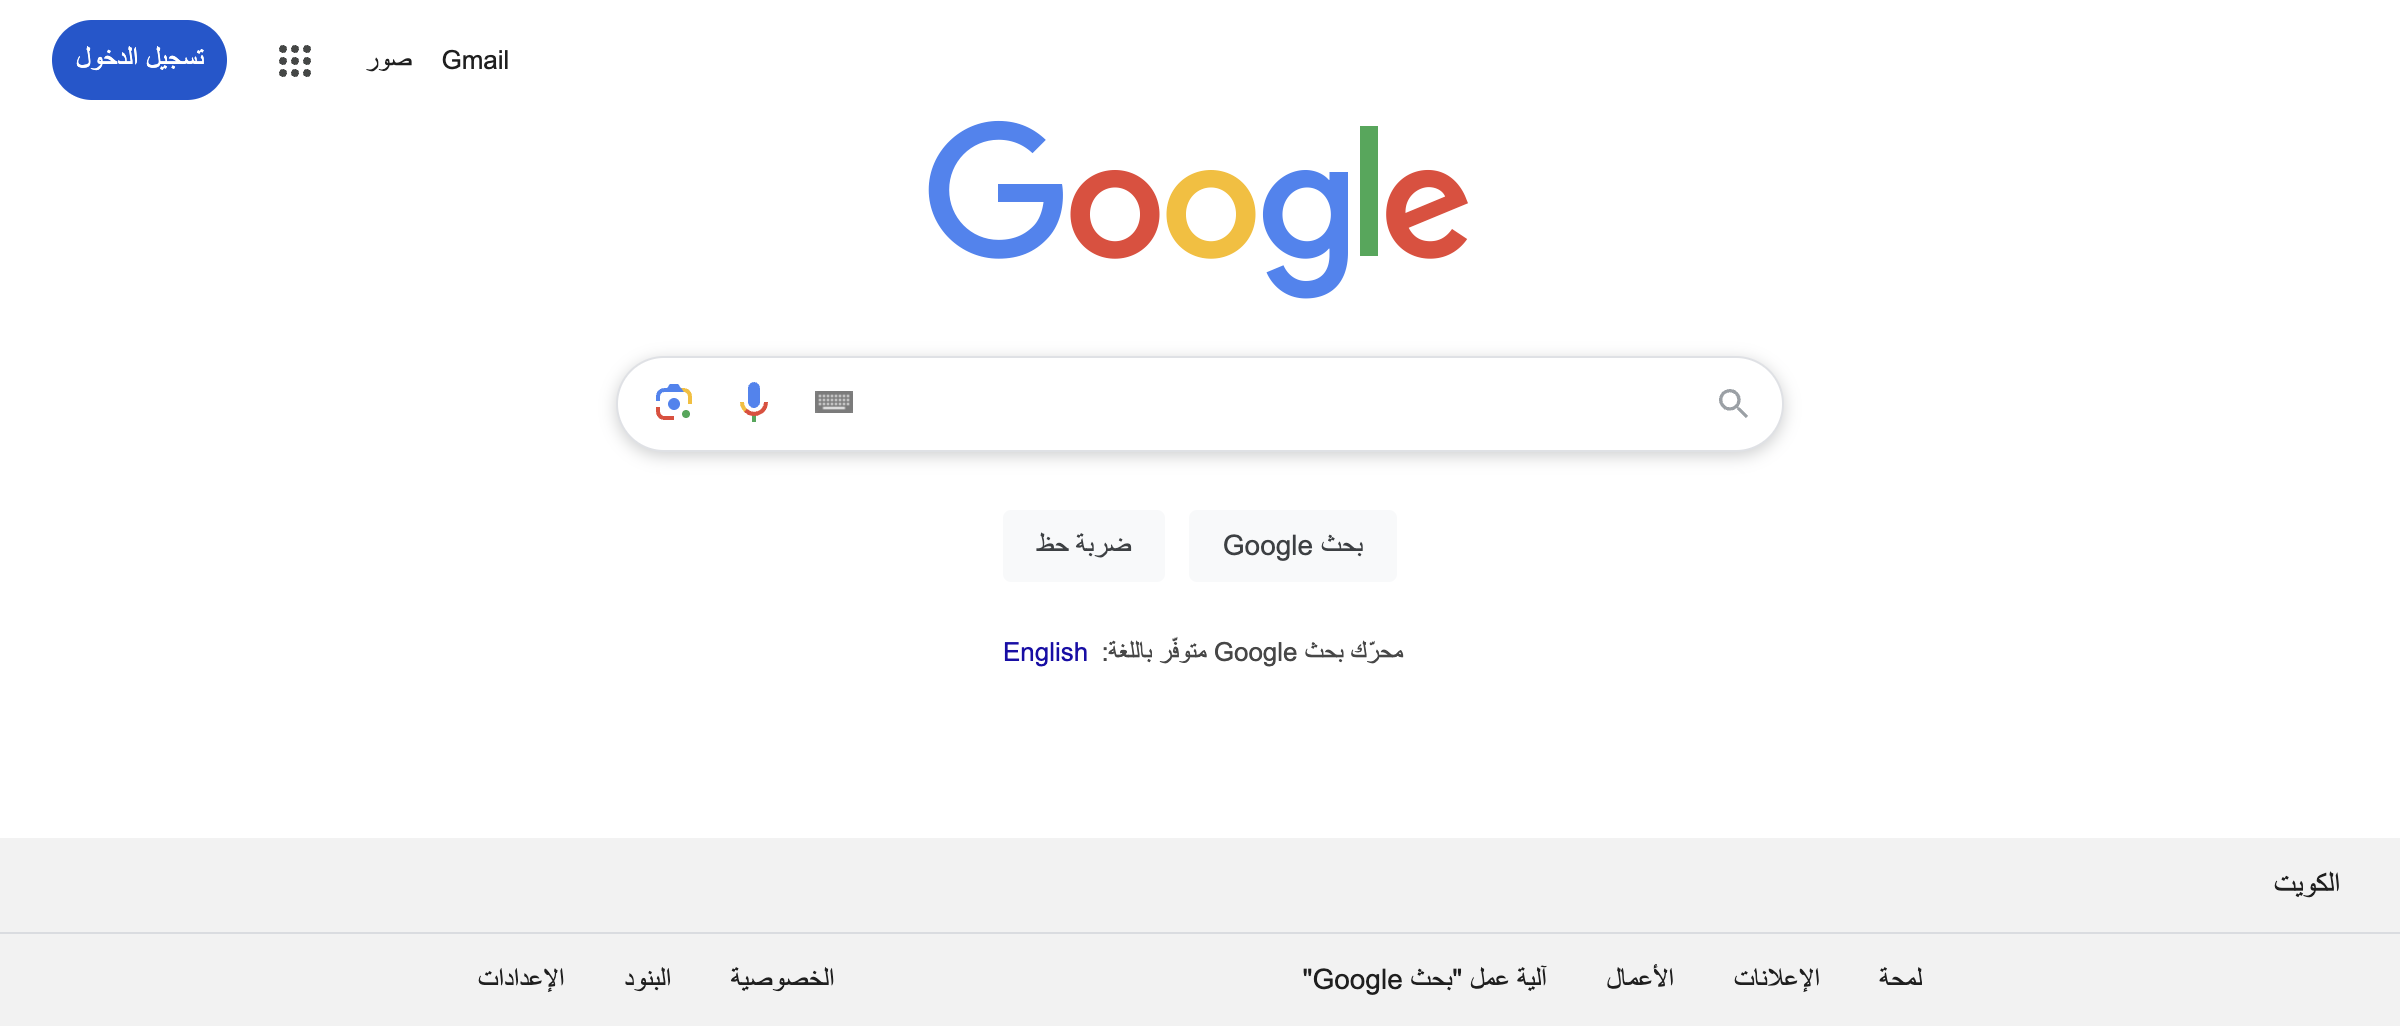 Gmail صور تسجيل الدخول
Google
بحث Google ضربة حظ
محرّك بحث Google متوفّر باللغة: English
الكويت
لمحة الإعلانات الأعمال آلية عمل "بحث Google" الخصوصية البنود الإعدادات